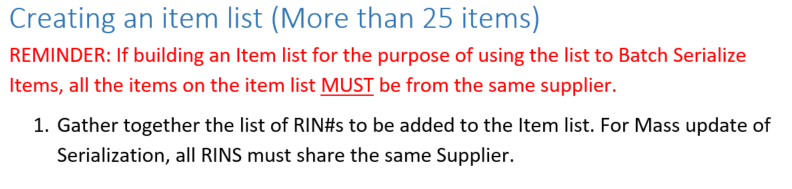 Creating an item list (More than 25 items)
REMINDER: If building an Item list for the purpose of using the list to Batch Serialize
Items, all the items on the item list MUST be from the same supplier.
1. Gather together the list of RIN#s to be added to the Item list. For Mass update of
Serialization, all RINS must share the same Supplier.